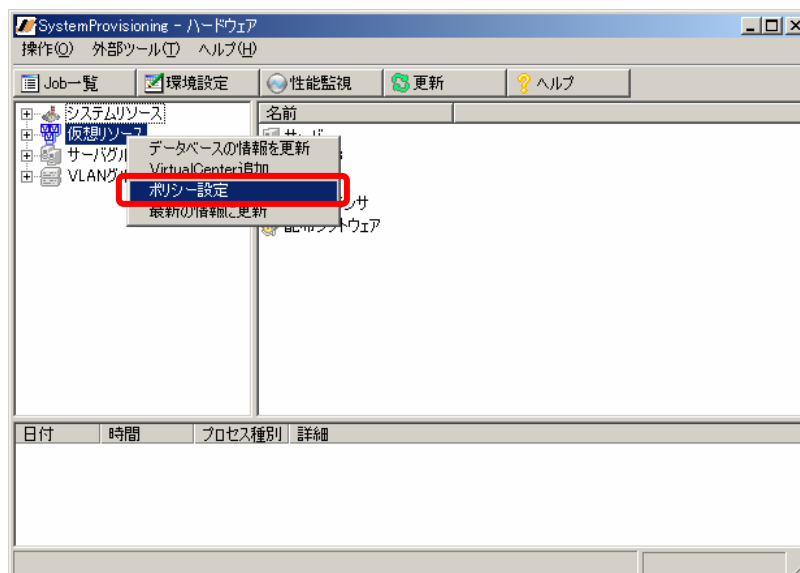 SystemProvisioning - ハードウェア
操作(O) 外部ツール(T) ヘルプ(H)
Job一覧 環境設定 性能監視 更新 ヘルプ
システムリソース
仮想リソース
サーバグル
VLANグル
名前
データベースの情報を更新
VirtualCenter追加
ポリシー設定
最新の情報に更新
ンサ
配布ソフトウェア
日付 時間 プロセス種別 詳細